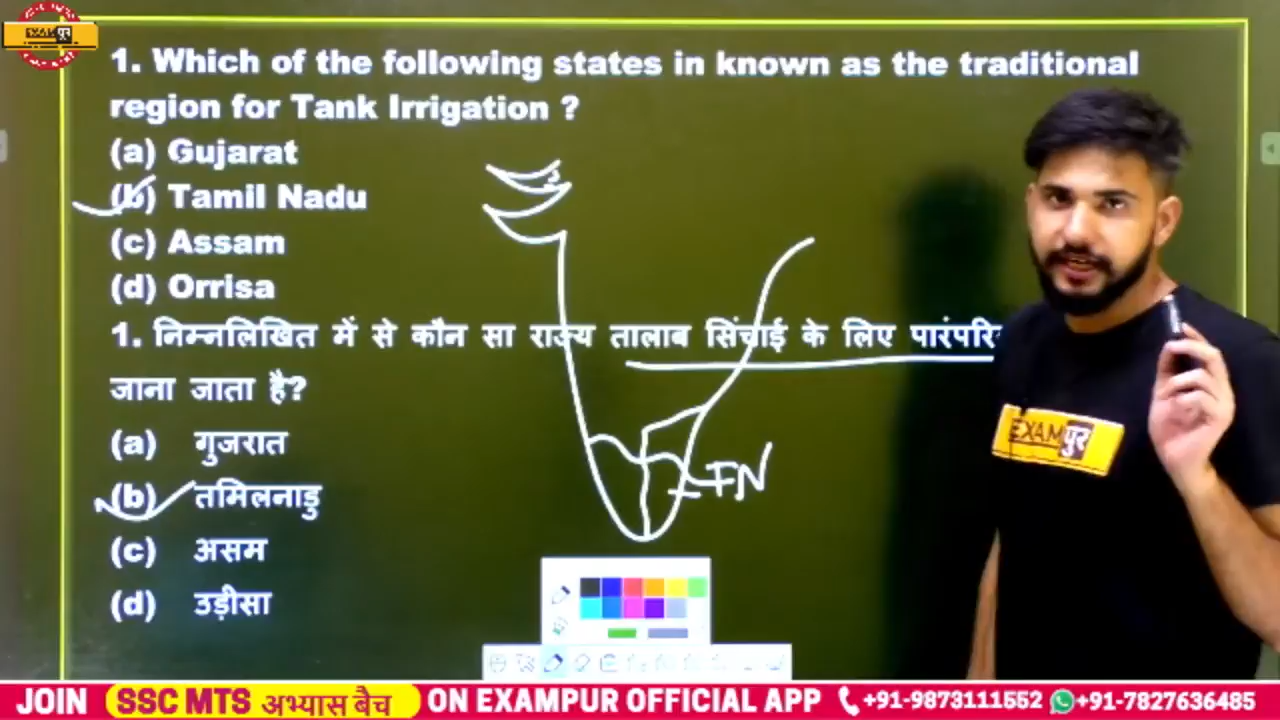 EXAMपुर
1. Which of the following states in known as the traditional
region for Tank Irrigation ?
(a) Gujarat
(b) Tamil Nadu
(c) Assam
(d) Orrisa
1. निम्नलिखित में से कौन सा राज्य तालाब सिंचाई के लिए
जाना जाता है?
(a) गुजरात
(b) तमिलनाडु
(c) असम
(d) उड़ीसा
TN
EXAMपुर
JOIN SSC MTS अभ्यास बैच ON EXAMPUR OFFICIAL APP +91-9873111552 +91-7827636485